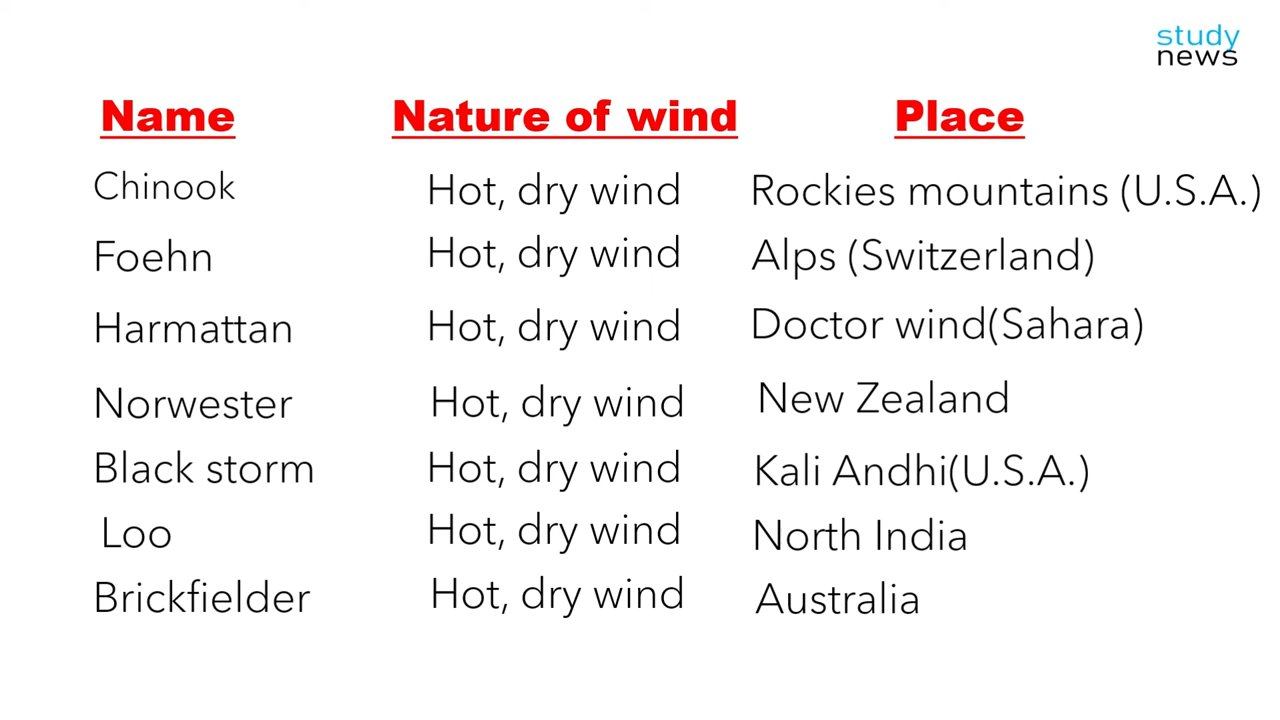 study
news
Name Nature of wind Place
Chinook Hot, dry wind Rockies mountains (U.S.A.)
Foehn Hot, dry wind Alps (Switzerland)
Harmattan Hot, dry wind Doctor wind(Sahara)
Norwester Hot, dry wind New Zealand
Black storm Hot, dry wind Kali Andhi(U.S.A.)
Loo Hot, dry wind North India
Brickfielder Hot, dry wind Australia